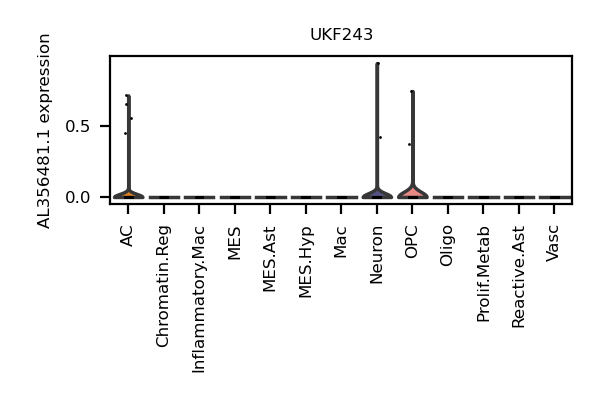 UKF243
AL356481.1 expression
0.5
0.0
AC
Chromatin.Reg
Inflammatory.Mac
MES
MES.Ast
MES.Hyp
Mac
Neuron
OPC
Oligo
Prolif.Metab
Reactive.Ast
Vasc